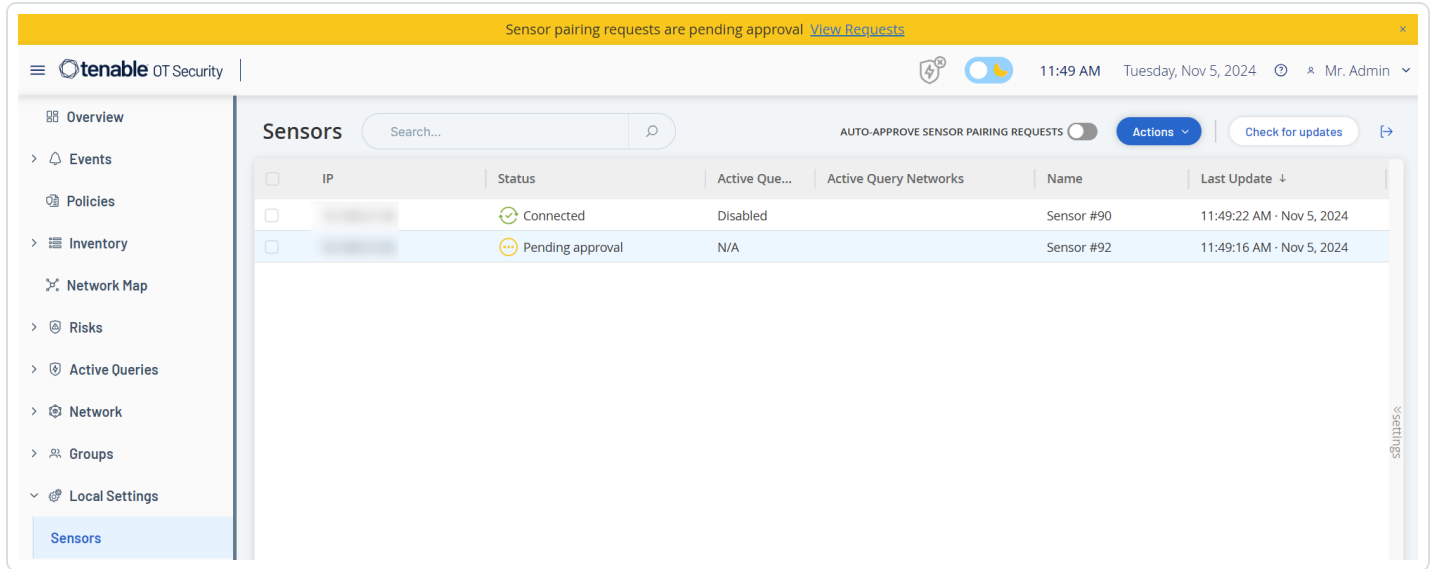 Sensor pairing requests are pending approval View Requests ×
tenable OT Security
11:49 AM Tuesday, Nov 5, 2024 Mr. Admin
Overview
Events
Policies
Inventory
Network Map
Risks
Active Queries
Network
Groups
Local Settings
Sensors
Sensors Search... AUTO-APPROVE SENSOR PAIRING REQUESTS Actions Check for updates
IP Status Active Que... Active Query Networks Name Last Update ↓
Connected Disabled Sensor #90 11:49:22 AM · Nov 5, 2024
Pending approval N/A Sensor #92 11:49:16 AM · Nov 5, 2024
settings